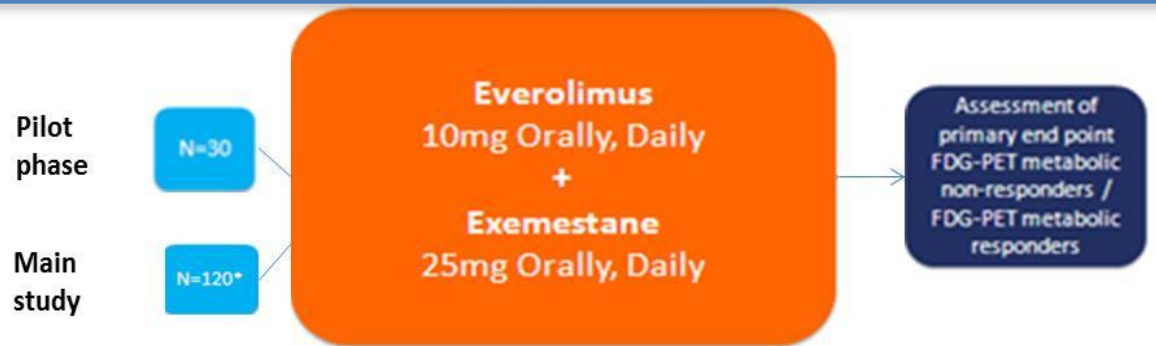 Pilot
phase
N=30
Main
study
N=120*
Everolimus
10mg Orally, Daily
+
Exemestane
25mg Orally, Daily
Assessment of
primary end point
FDG-PET metabolic
non-responders /
FDG-PET metabolic
responders